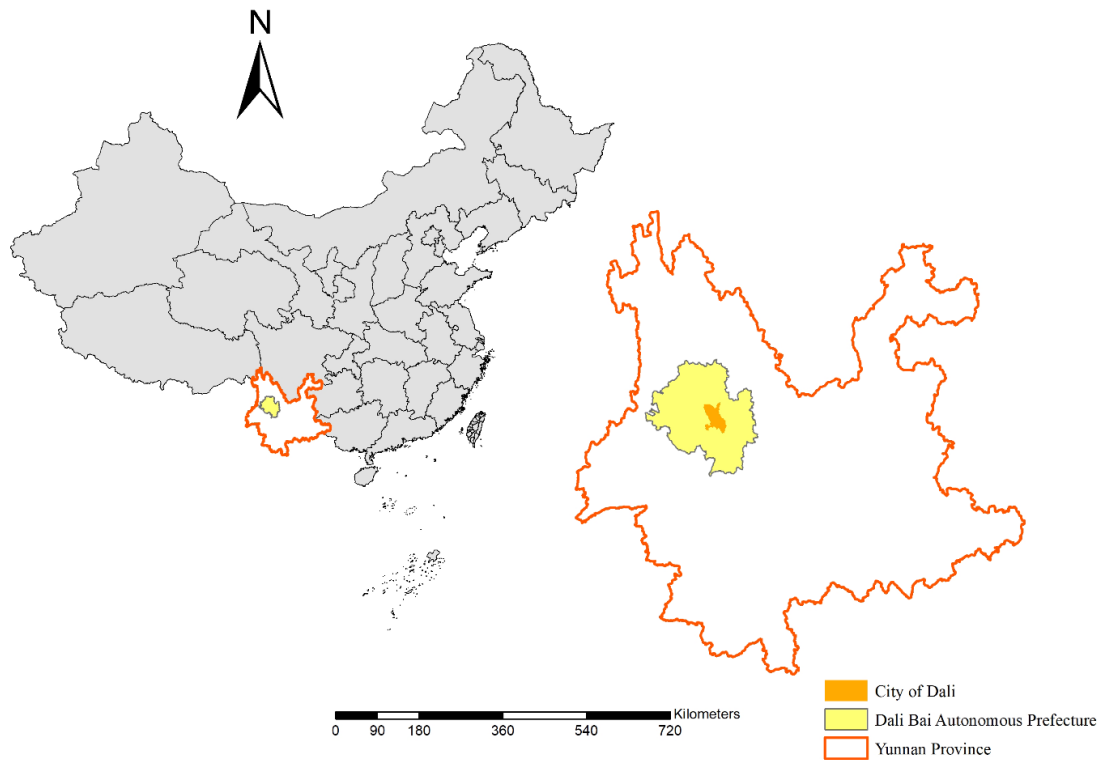 N
City of Dali
Dali Bai Autonomous Prefecture
Yunnan Province
Kilometers
0 90 180 360 540 720